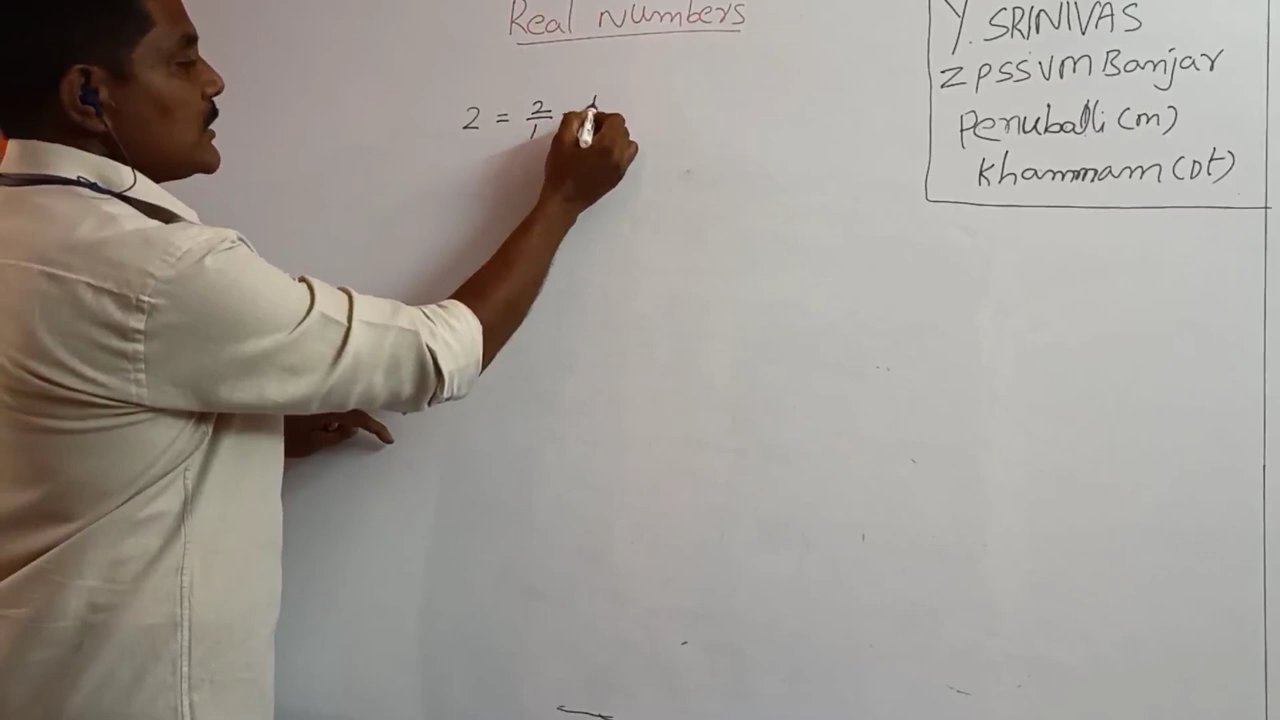 Real Numbers
2 = 2/1
Y. SRINIVAS
ZPSSVM Banjar
Penuballi (m)
Khammam (Dt)